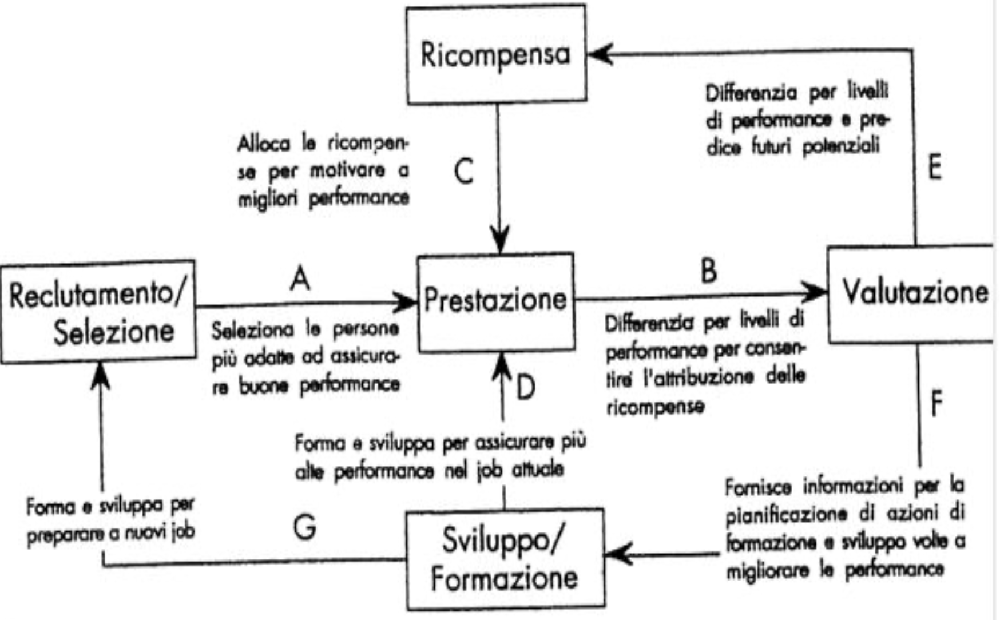 Ricompensa
Differenzia per livelli
di performance e pre-
dice futuri potenziali
E
Alloca le ricompen-
se per motivare a
migliori performance
C
Reclutamento/
Selezione
A
Seleziona le persone
più adatte ad assicura-
re buone performance
Prestazione
B
Differenzia per livelli di
performance per consen-
tire l'attribuzione delle
ricompense
Valutazione
D
Forma e sviluppa per assicurare più
alte performance nel job attuale
F
Fornisce informazioni per la
pianificazione di azioni di
formazione e sviluppo volte a
migliorare le performance
Forma e sviluppa per
preparare a nuovi job
G
Sviluppo/
Formazione